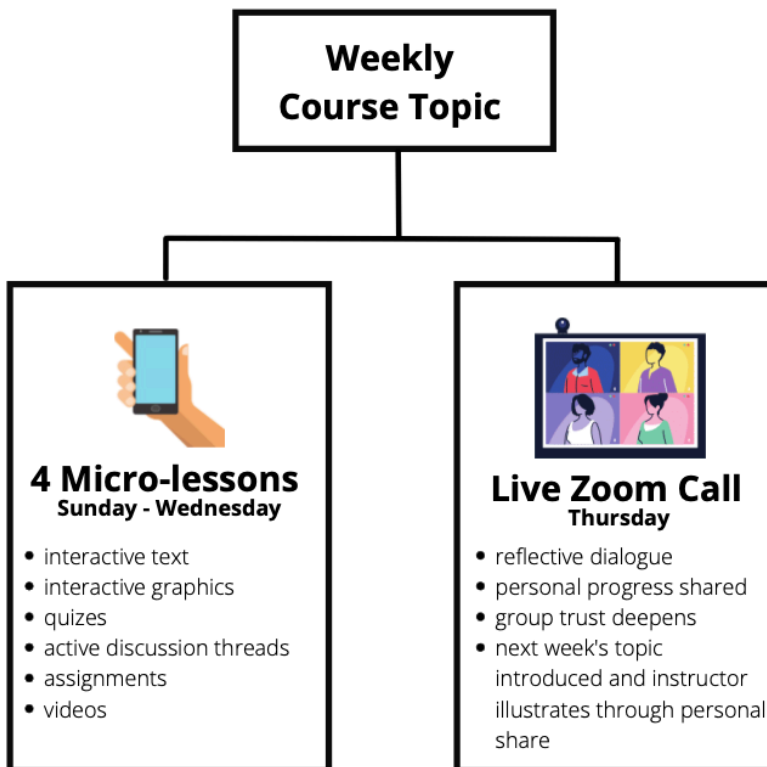 Weekly
Course Topic
4 Micro-lessons
Sunday - Wednesday
• interactive text
• interactive graphics
• quizes
• active discussion threads
• assignments
• videos
Live Zoom Call
Thursday
• reflective dialogue
• personal progress shared
• group trust deepens
• next week's topic
introduced and instructor
illustrates through personal
share